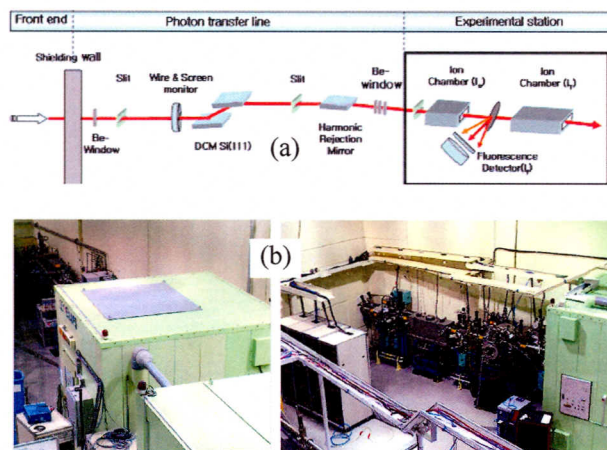 Front end
Photon transfer line
Experimental station
Shielding wall
Slit
Wire & Screen
monitor
Slit
Be-
window
Ion
Chamber (Iₒ)
Ion
Chamber (Iₜ)
Be-
Window
DCM Si(111)
(a)
Harmonic
Rejection
Mirror
Fluorescence
Detector(I_f)
(b)